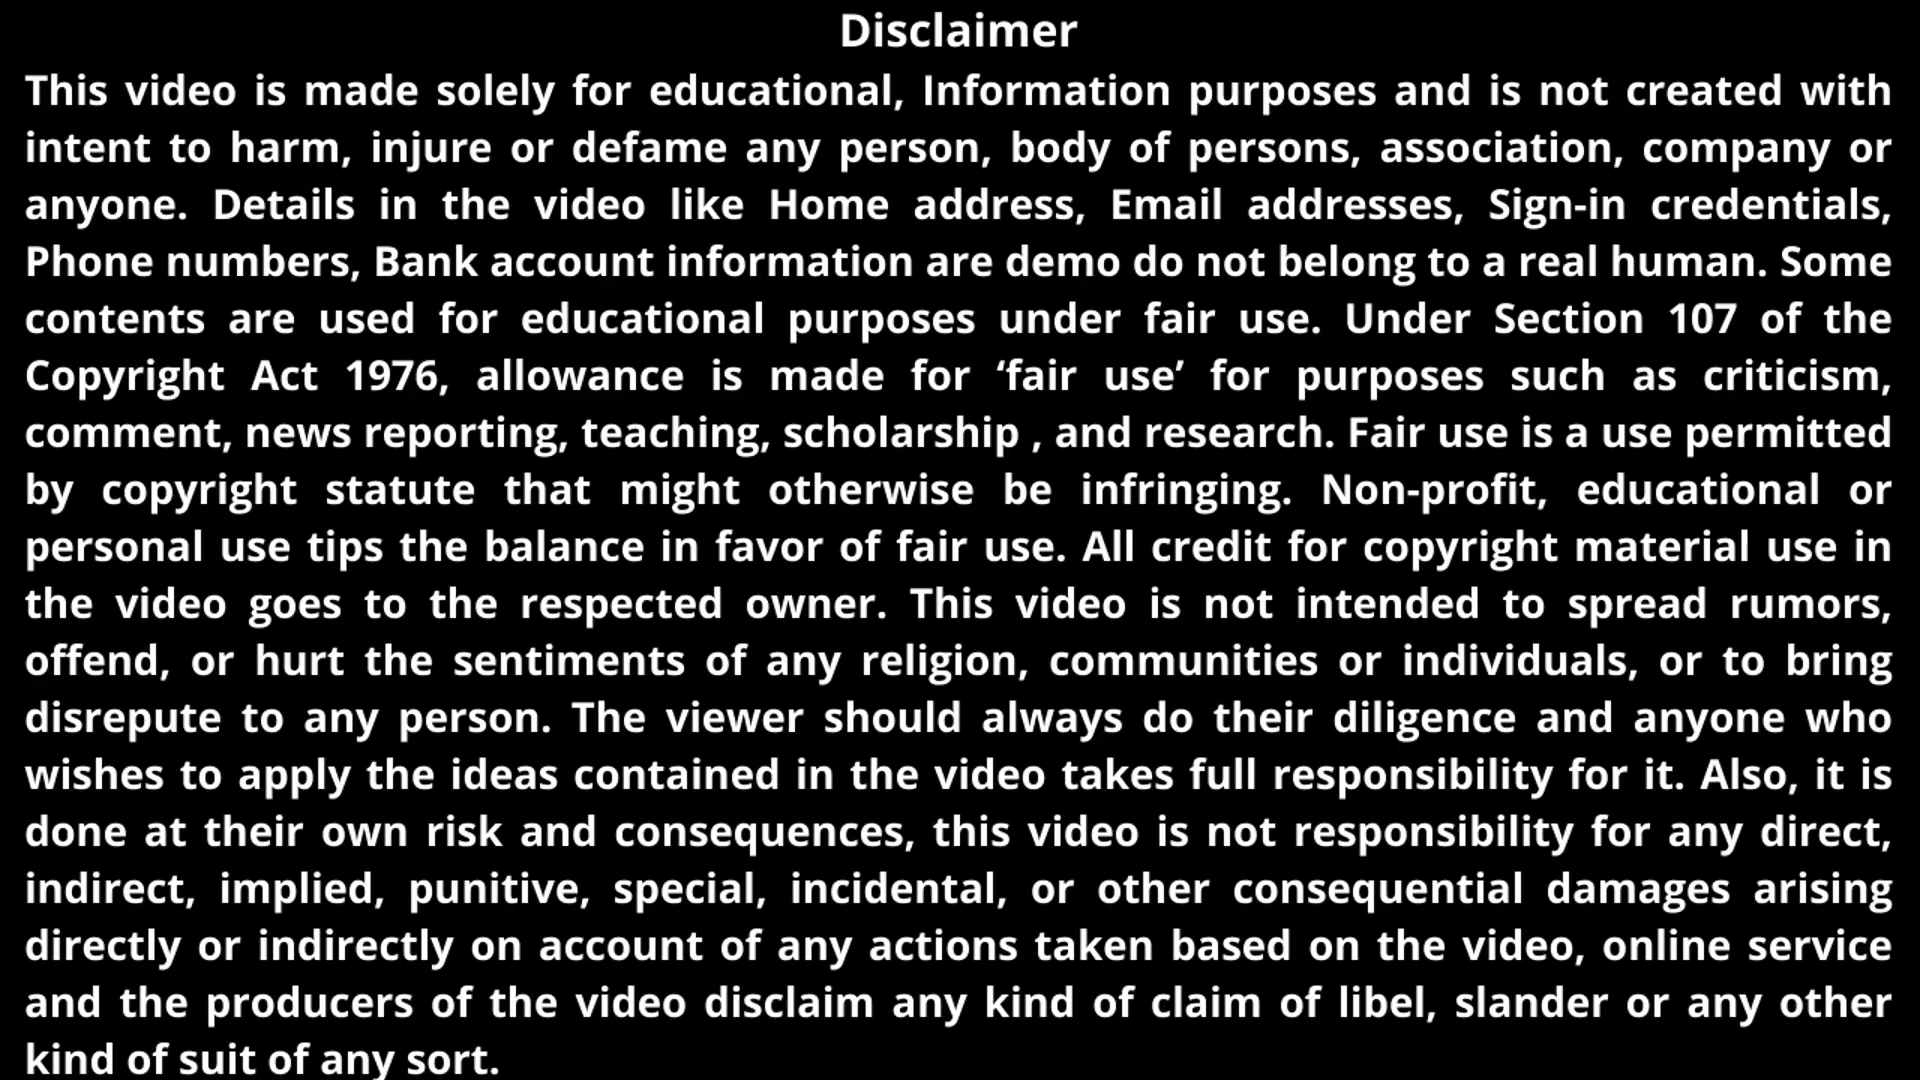 Disclaimer
This video is made solely for educational, Information purposes and is not created with
intent to harm, injure or defame any person, body of persons, association, company or
anyone. Details in the video like Home address, Email addresses, Sign-in credentials,
Phone numbers, Bank account information are demo do not belong to a real human. Some
contents are used for educational purposes under fair use. Under Section 107 of the
Copyright Act 1976, allowance is made for ‘fair use’ for purposes such as criticism,
comment, news reporting, teaching, scholarship , and research. Fair use is a use permitted
by copyright statute that might otherwise be infringing. Non-profit, educational or
personal use tips the balance in favor of fair use. All credit for copyright material use in
the video goes to the respected owner. This video is not intended to spread rumors,
offend, or hurt the sentiments of any religion, communities or individuals, or to bring
disrepute to any person. The viewer should always do their diligence and anyone who
wishes to apply the ideas contained in the video takes full responsibility for it. Also, it is
done at their own risk and consequences, this video is not responsibility for any direct,
indirect, implied, punitive, special, incidental, or other consequential damages arising
directly or indirectly on account of any actions taken based on the video, online service
and the producers of the video disclaim any kind of claim of libel, slander or any other
kind of suit of any sort.